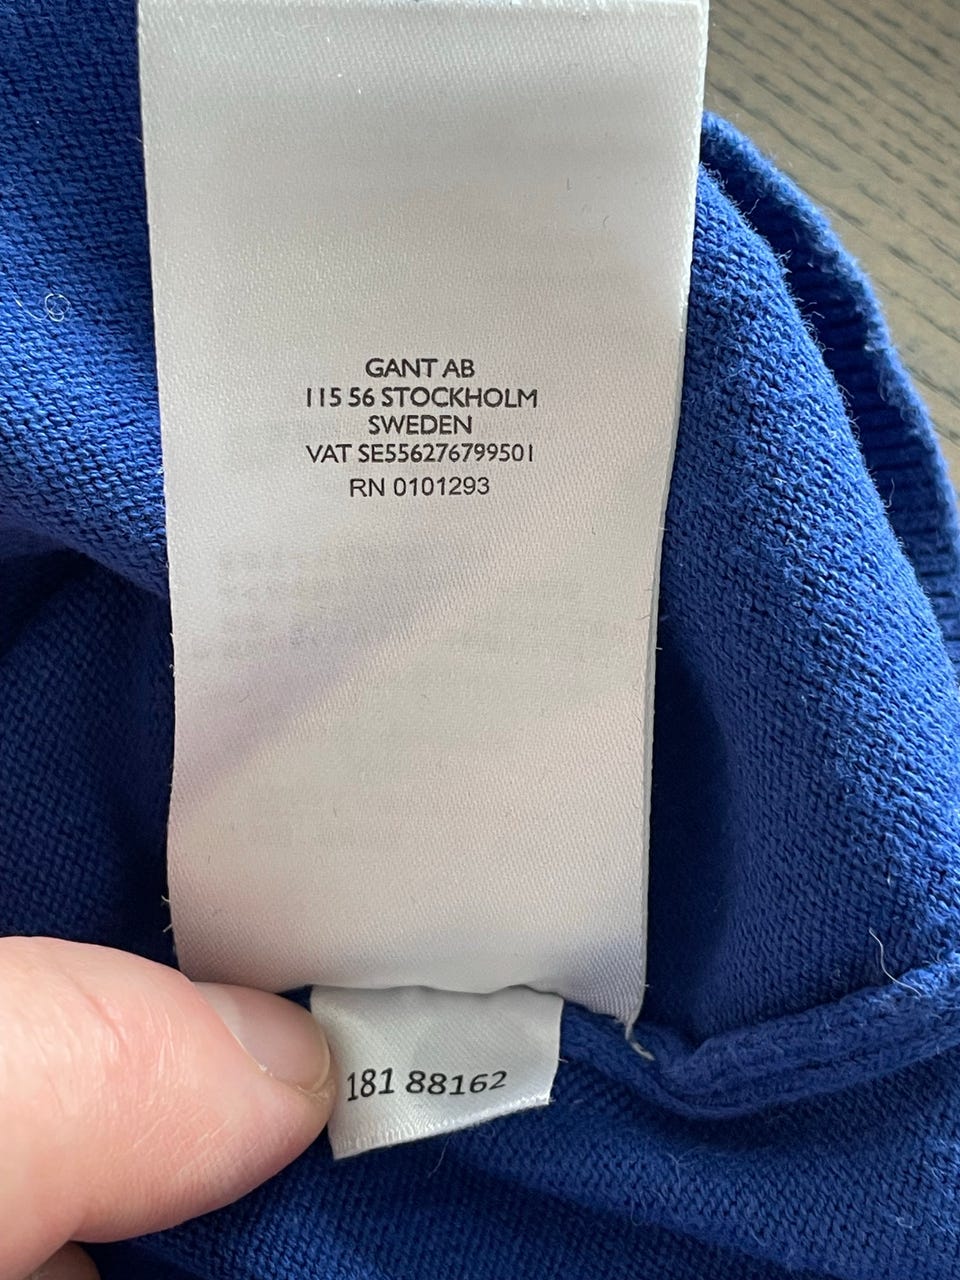 GANT AB
115 56 STOCKHOLM
SWEDEN
VAT SE556276799501
RN 0101293
181 88162